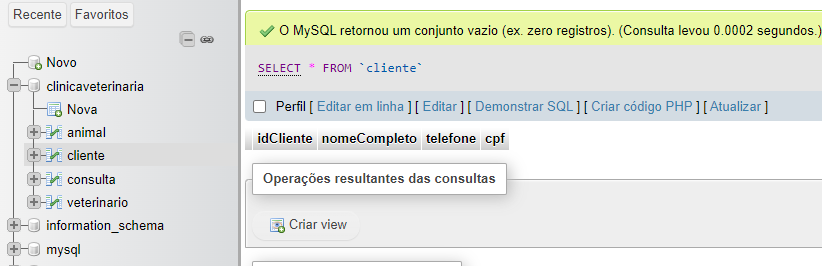 Recente Favoritos
Novo
clinicaveterinaria
Nova
animal
cliente
consulta
veterinario
information_schema
mysql
O MySQL retornou um conjunto vazio (ex. zero registros). (Consulta levou 0.0002 segundos.)
SELECT * FROM `cliente`
Perfil [ Editar em linha ] [ Editar ] [ Demonstrar SQL ] [ Criar código PHP ] [ Atualizar ]
idCliente nomeCompleto telefone cpf
Operações resultantes das consultas
Criar view